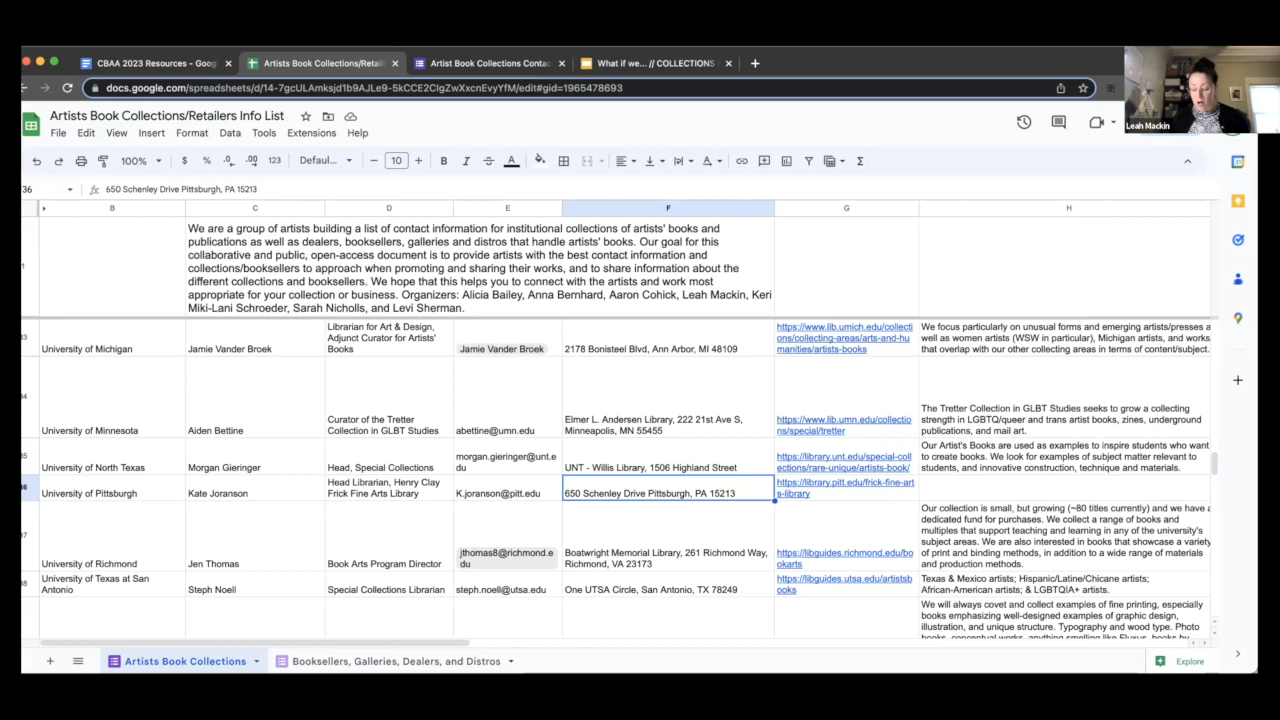 CBAA 2023 Resources - Goog
Artists Book Collections/Retail
Artist Book Collections Contac
What if we... // COLLECTIONS
docs.google.com/spreadsheets/d/14-7gcULAmksjd1b9AJLe9-5kCCE2CIgZwXxcnEvyYfM/edit#gid=1965478693
Leah Mackin
Artists Book Collections/Retailers Info List
File Edit View Insert Format Data Tools Extensions Help
100% $ % .0 .00 123 Defaul... 10 B I A
36 fx 650 Schenley Drive Pittsburgh, PA 15213
B C D E F G H
We are a group of artists building a list of contact information for institutional collections of artists' books and
publications as well as dealers, booksellers, galleries and distros that handle artists' books. Our goal for this
collaborative and public, open-access document is to provide artists with the best contact information and
collections/booksellers to approach when promoting and sharing their works, and to share information about the
different collections and booksellers. We hope that this helps you to connect with the artists and work most
appropriate for your collection or business. Organizers: Alicia Bailey, Anna Bernhard, Aaron Cohick, Leah Mackin, Keri
Miki-Lani Schroeder, Sarah Nicholls, and Levi Sherman.
1
33
University of Michigan
Jamie Vander Broek
Librarian for Art & Design,
Adjunct Curator for Artists'
Books
Jamie Vander Broek
2178 Bonisteel Blvd, Ann Arbor, MI 48109
https://www.lib.umich.edu/collecti
ons/collecting-areas/arts-and-hu
manities/artists-books
We focus particularly on unusual forms and emerging artists/presses a
well as women artists (WSW in particular), Michigan artists, and works
that overlap with our other collecting areas in terms of content/subject.
34
University of Minnesota
Aiden Bettine
Curator of the Tretter
Collection in GLBT Studies
abettine@umn.edu
Elmer L. Andersen Library, 222 21st Ave S,
Minneapolis, MN 55455
https://www.lib.umn.edu/collectio
ns/special/tretter
The Tretter Collection in GLBT Studies seeks to grow a collecting
strength in LGBTQ/queer and trans artist books, zines, underground
publications, and mail art.
35
University of North Texas
Morgan Gieringer
Head, Special Collections
morgan.gieringer@unt.e
du
UNT - Willis Library, 1506 Highland Street
https://library.unt.edu/special-coll
ections/rare-unique/artists-book/
Our Artist's Books are used as examples to inspire students who want
to create books. We look for examples of subject matter relevant to
students, and innovative construction, technique and materials.
36
University of Pittsburgh
Kate Joranson
Head Librarian, Henry Clay
Frick Fine Arts Library
K.joranson@pitt.edu
650 Schenley Drive Pittsburgh, PA 15213
https://library.pitt.edu/frick-fine-art
s-library
37
University of Richmond
Jen Thomas
Book Arts Program Director
jthomas8@richmond.e
du
Boatwright Memorial Library, 261 Richmond Way,
Richmond, VA 23173
https://libguides.richmond.edu/bo
okarts
Our collection is small, but growing (~80 titles currently) and we have a
dedicated fund for purchases. We collect a range of books and
multiples that support teaching and learning in any of the university's
subject areas. We are also interested in books that showcase a variety
of print and binding methods, in addition to a wide range of materials
and production methods.
38
University of Texas at San
Antonio
Steph Noell
Special Collections Librarian
steph.noell@utsa.edu
One UTSA Circle, San Antonio, TX 78249
https://libguides.utsa.edu/artistsb
ooks
Texas & Mexico artists; Hispanic/Latine/Chicane artists;
African-American artists; & LGBTQIA+ artists.
We will always covet and collect examples of fine printing, especially
books emphasizing well-designed examples of graphic design,
illustration, and unique structure. Typography and wood type. Photo
books, conceptual works, anything smelling like Fluxus, books by
Artists Book Collections
Booksellers, Galleries, Dealers, and Distros
Explore